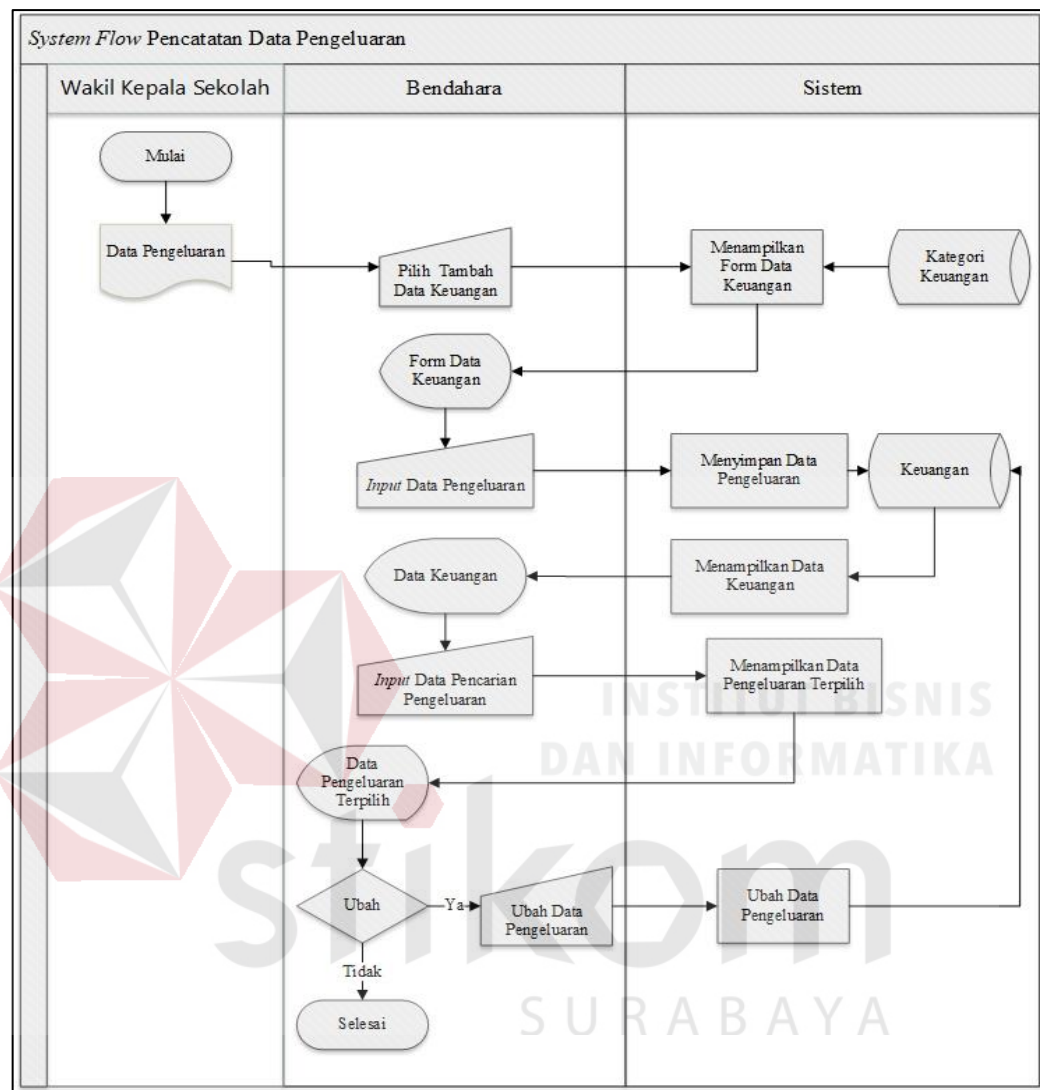 System Flow Pencatatan Data Pengeluaran
Wakil Kepala Sekolah
Bendahara
Sistem
Mulai
Data Pengeluaran
Pilih Tambah
Data Keuangan
Menampilkan
Form Data
Keuangan
Kategori
Keuangan
Form Data
Keuangan
Input Data Pengeluaran
Menyimpan Data
Pengeluaran
Keuangan
Data Keuangan
Menampilkan Data
Keuangan
Input Data Pencarian
Pengeluaran
Menampilkan Data
Pengeluaran Terpilih
INSTITUT BISNIS
DAN INFORMATIKA
Data
Pengeluaran
Terpilih
stikom
Ubah
Ya
Ubah Data
Pengeluaran
Ubah Data
Pengeluaran
Tidak
Selesai
SURABAYA